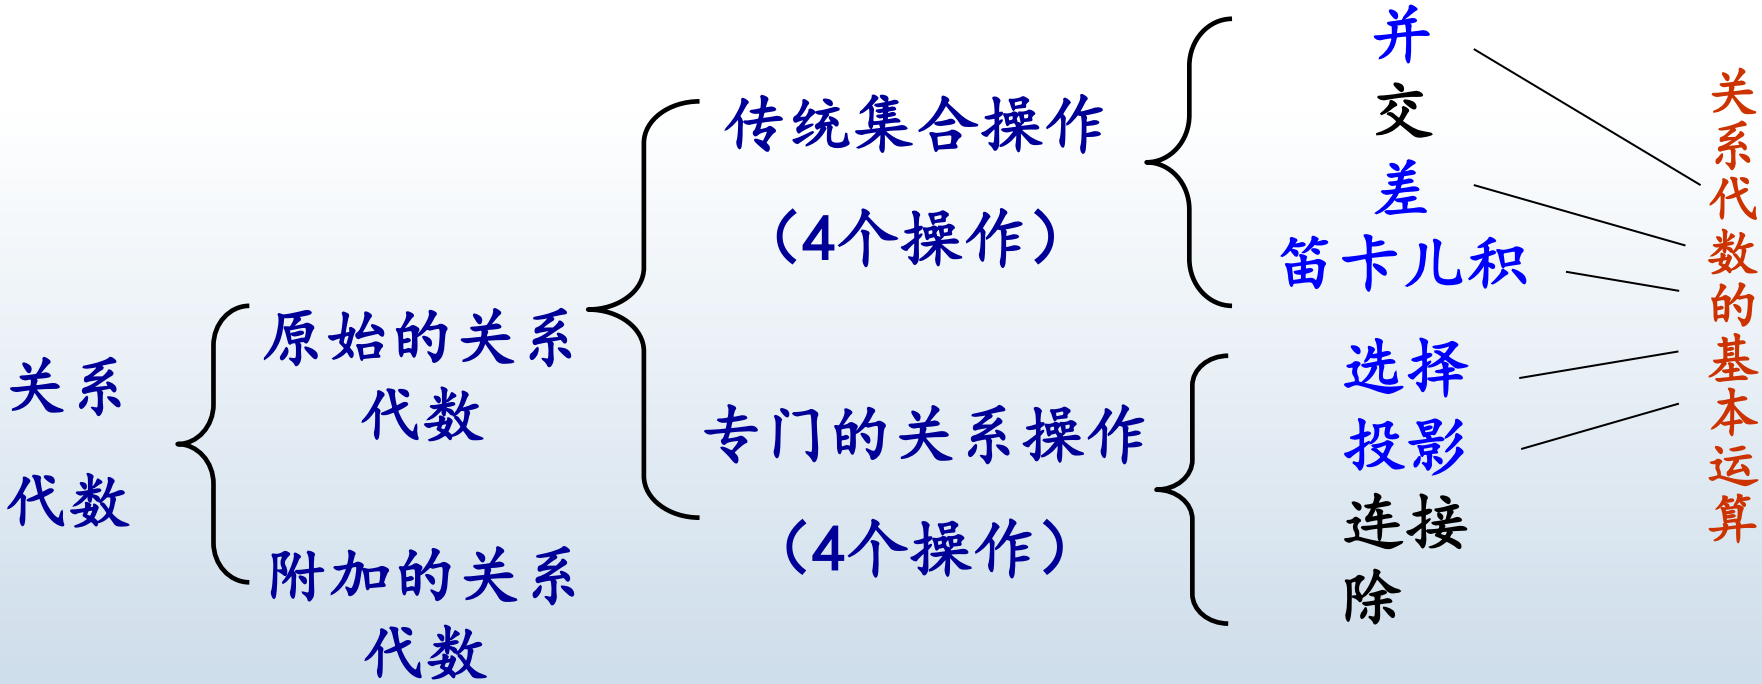 关系
代数
原始的关系
代数
附加的关系
代数
传统集合操作
（4个操作）
专门的关系操作
（4个操作）
并
交
差
笛卡儿积
选择
投影
连接
除
关系代数的基本运算